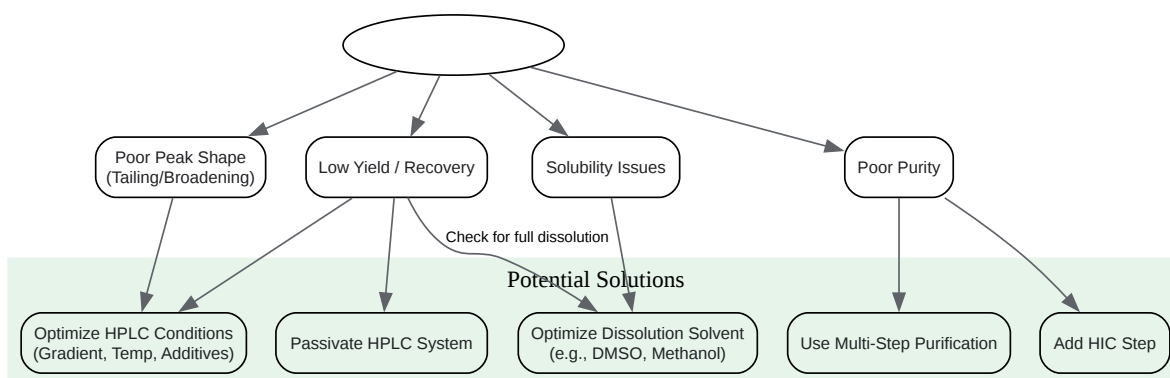 Poor Peak Shape
(Tailing/Broadening)
Low Yield / Recovery
Solubility Issues
Poor Purity
Check for full dissolution
Potential Solutions
Optimize HPLC Conditions
(Gradient, Temp, Additives)
Passivate HPLC System
Optimize Dissolution Solvent
(e.g., DMSO, Methanol)
Use Multi-Step Purification
Add HIC Step